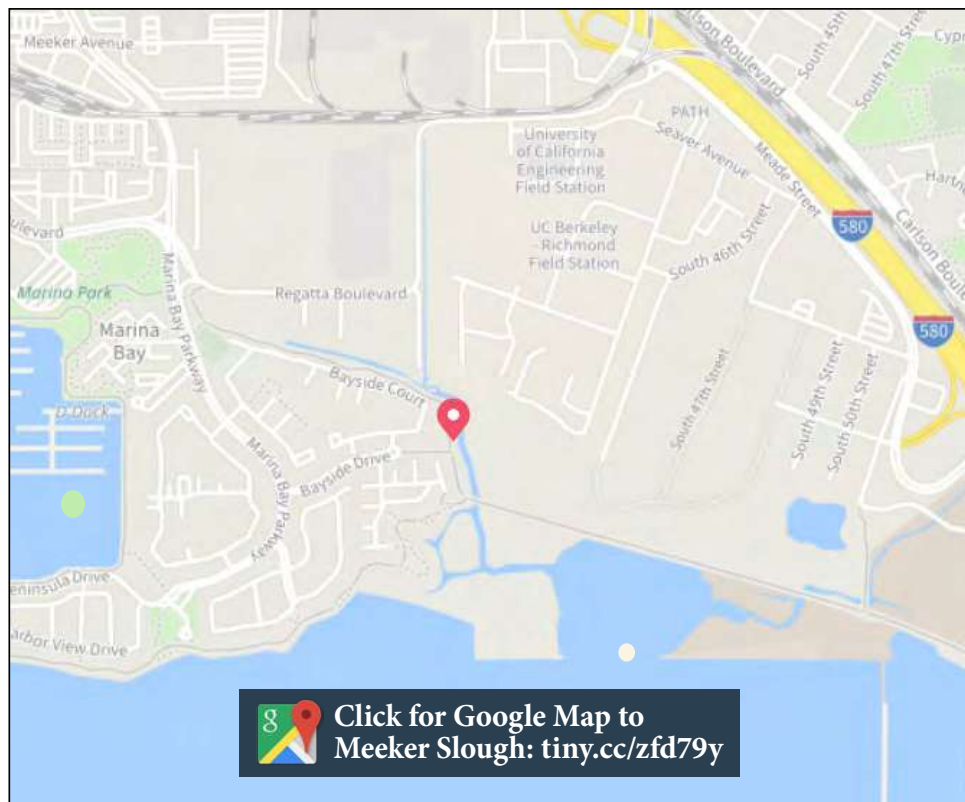 Meeker Avenue
Carlson Boulevard
South 45th
South 47th Street
Cypr
PATH
Seaver Avenue
Meade Street
University
of California
Engineering
Field Station
UC Berkeley
- Richmond
Field Station
South 46th Street
580
Hartn
Carlson Boulev
580
oulevard
Marina Park
Marina Bay Parkway
Regatta Boulevard
Marina
Bay
D Dock
Bayside Court
Bayside Drive
Marina Bay Parkway
South 47th Street
South 49th Street
South 50th Street
eninsula Drive
arbor View Drive
g
Click for Google Map to
Meeker Slough: tiny.cc/zfd79y